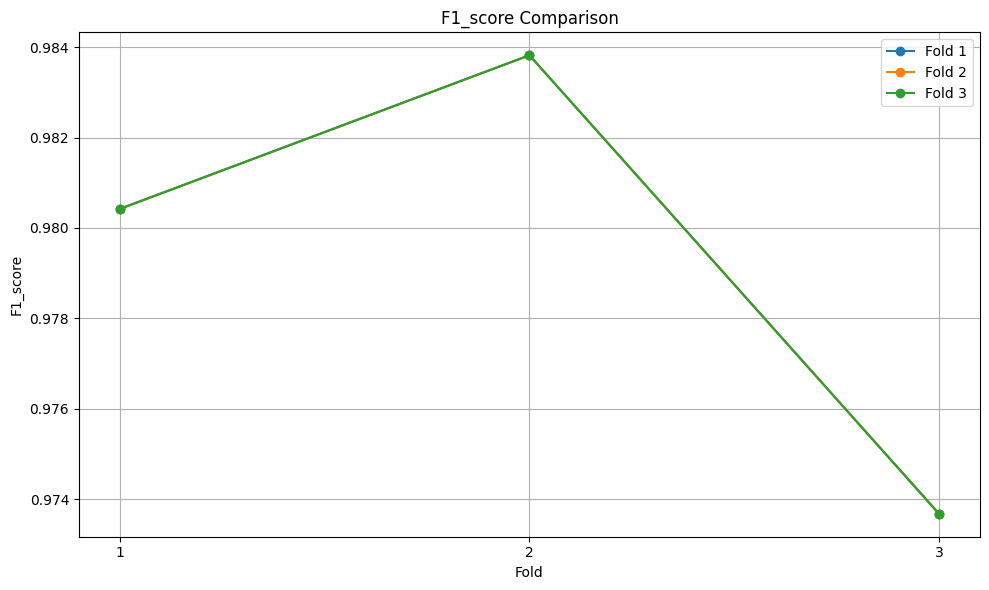 F1_score Comparison
Fold 1
Fold 2
Fold 3
0.984
0.982
0.980
0.978
0.976
0.974
F1_score
1 2 3
Fold